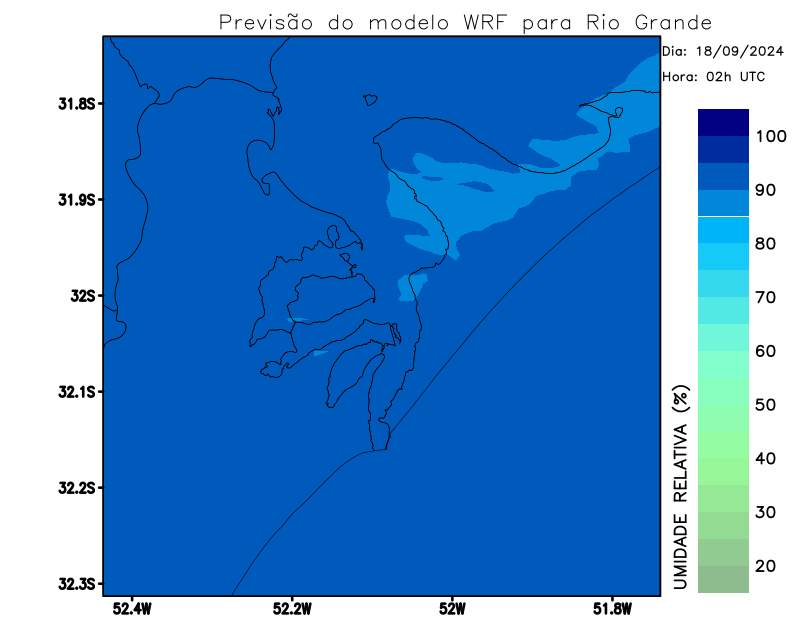 Previsão do modelo WRF para Rio Grande
Dia: 18/09/2024
Hora: 02h UTC
31.8S
31.9S
32S
32.1S
32.2S
32.3S
52.4W
52.2W
52W
51.8W
UMIDADE RELATIVA (%)
100
90
80
70
60
50
40
30
20